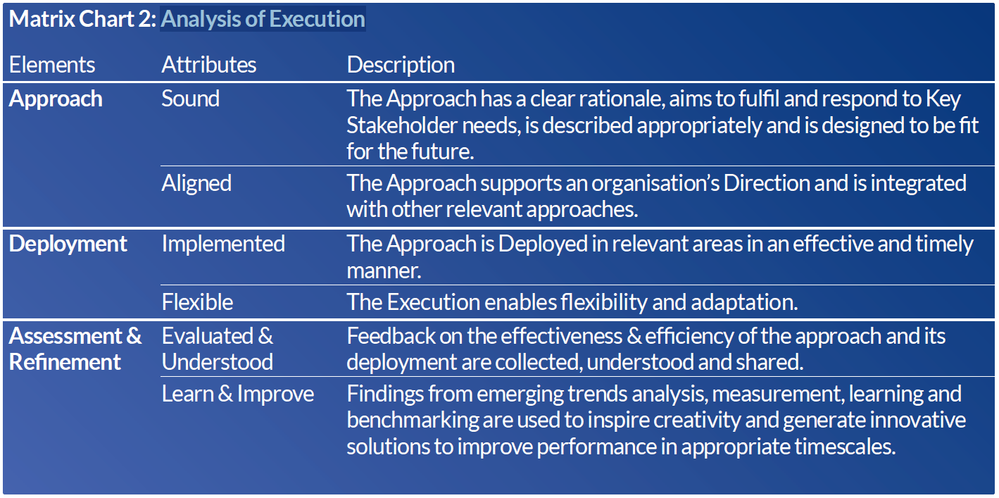 Matrix Chart 2: Analysis of Execution
Elements Attributes Description
Approach Sound The Approach has a clear rationale, aims to fulfil and respond to Key
Stakeholder needs, is described appropriately and is designed to be fit
for the future.
Aligned The Approach supports an organisation’s Direction and is integrated
with other relevant approaches.
Deployment Implemented The Approach is Deployed in relevant areas in an effective and timely
manner.
Flexible The Execution enables flexibility and adaptation.
Assessment & Evaluated & Feedback on the effectiveness & efficiency of the approach and its
Refinement Understood deployment are collected, understood and shared.
Learn & Improve Findings from emerging trends analysis, measurement, learning and
benchmarking are used to inspire creativity and generate innovative
solutions to improve performance in appropriate timescales.